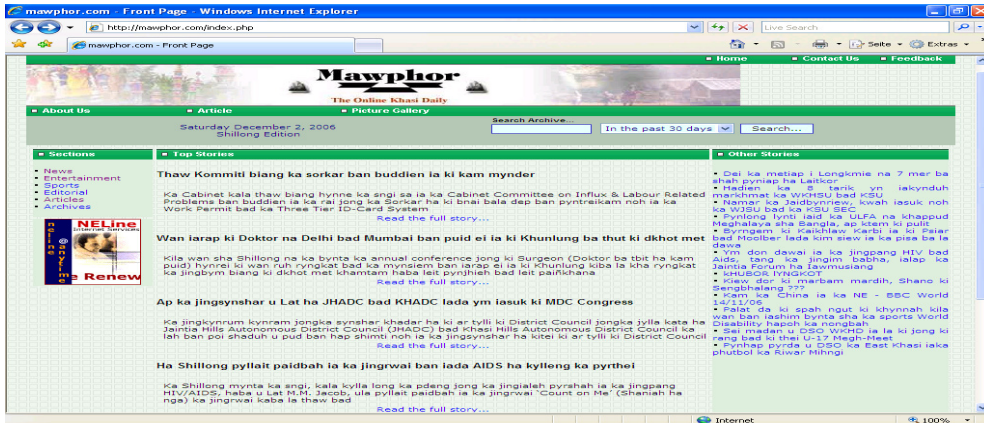 mawphor.com - Front Page - Windows Internet Explorer
http://mawphor.com/index.php
Live Search
mawphor.com - Front Page
Seite
Extras
Home
Contact Us
Feedback
Mawphor
The Online Khasi Daily
About Us
Article
Picture Gallery
Saturday December 2, 2006
Shillong Edition
Search Archive...
In the past 30 days
Search...
Sections
News
Entertainment
Sports
Editorial
Articles
Archives
NELine
Internet Services
online @ anytime
Renew
Top Stories
Thaw Kommiti biang ka sorkar ban buddien ia ki kam mynder
Ka Cabinet kala thaw biang hynne ka sngi sa ia ka Cabinet Committee on Influx & Labour Related
Problems ban buddien ia ka rai jong ka Sorkar ha ki bnai bala dep ban pyntreikam noh ia ka
Work Permit bad ka Three Tier ID-Card System
Read the full story...
Wan iarap ki Doktor na Delhi bad Mumbai ban puid ei ia ki Khunlung ba thut ki dkhot met
Kila wan sha Shillong na ka bynta ka annual conference jong ki Surgeon (Doktor ba tbit ha kam
puid) hynrei ki wan ruh ryngkat bad ka mynsiem ban iarap ei ia ki Khunlung kiba la kha ryngkat
ka jingbym biang ki dkhot met khamtam haba leit pynjhieh bad leit païñkhana
Read the full story...
Ap ka jingsynshar u Lat ha JHADC bad KHADC lada ym iasuk ki MDC Congress
Ka jingkynrum kynram jongka synshar khadar ha ki ar tylli ki District Council jongka jylla kata ha
Jaintia Hills Autonomous District Council (JHADC) bad Khasi Hills Autonomous District Council ka
lah ban poi shaduh u pud ban hap shimti noh ia ka jingsynshar ha kitei ki ar tylli ki District Council
Read the full story...
Ha Shillong pyllait paidbah ia ka jingrwai ban iada AIDS ha kylleng ka pyrthei
Ka Shillong mynta ka sngi, kala kylla long ka pdeng jong ka jingialeh pyrshah ia ka jingpang
HIV/AIDS, haba u Lat M.M. Jacob, ula pyllait paidbah ia ka jingrwai 'Count on Me' (Shaniah ha
nga) ka jingrwai kaba la thaw bad
Read the full story...
Other Stories
Dei ka metiap i Longkmie na 7 mer ba
shah pyniap ha Laitkor
Hadien ka 8 tarik yn iakynduh
markhmat ka WKHSU bad KSU
Namar ka Jaidbynriew, kwah iasuk noh
ka WJSU bad ka KSU SEC
Pynlong lynti iaid ka ULFA na khappud
Meghalaya sha Bangla, ap ktem ki pulit
Byrngem ki Kaikhlaw Karbi ia ki Psiar
bad Moolber lada kim siew ia ka pisa ba la
dawa
Ym don dawai ia ka jingpang HIV bad
Aids, tang ka jingim babha, ialap ka
Jaintia Forum ha Iawmusiang
kHUBOR lYNGKOT
Kiew dor ki marbam mardih, Shano ki
Sengbhalang ???
Kam ka China ia ka NE - BBC World
14/11/06
Palat da ki spah ngut ki khynnah kila
wan ban iashim bynta sha ka sports World
Disability hapoh ka nongbah
Sei madan u DSO WKHD ia la ki jong ki
rang bad ki thei U-17 Megh-Meet
Pynhap pyrda u DSO ka East Khasi iaka
phutbol ka Riwar Mihngi
Internet
100%